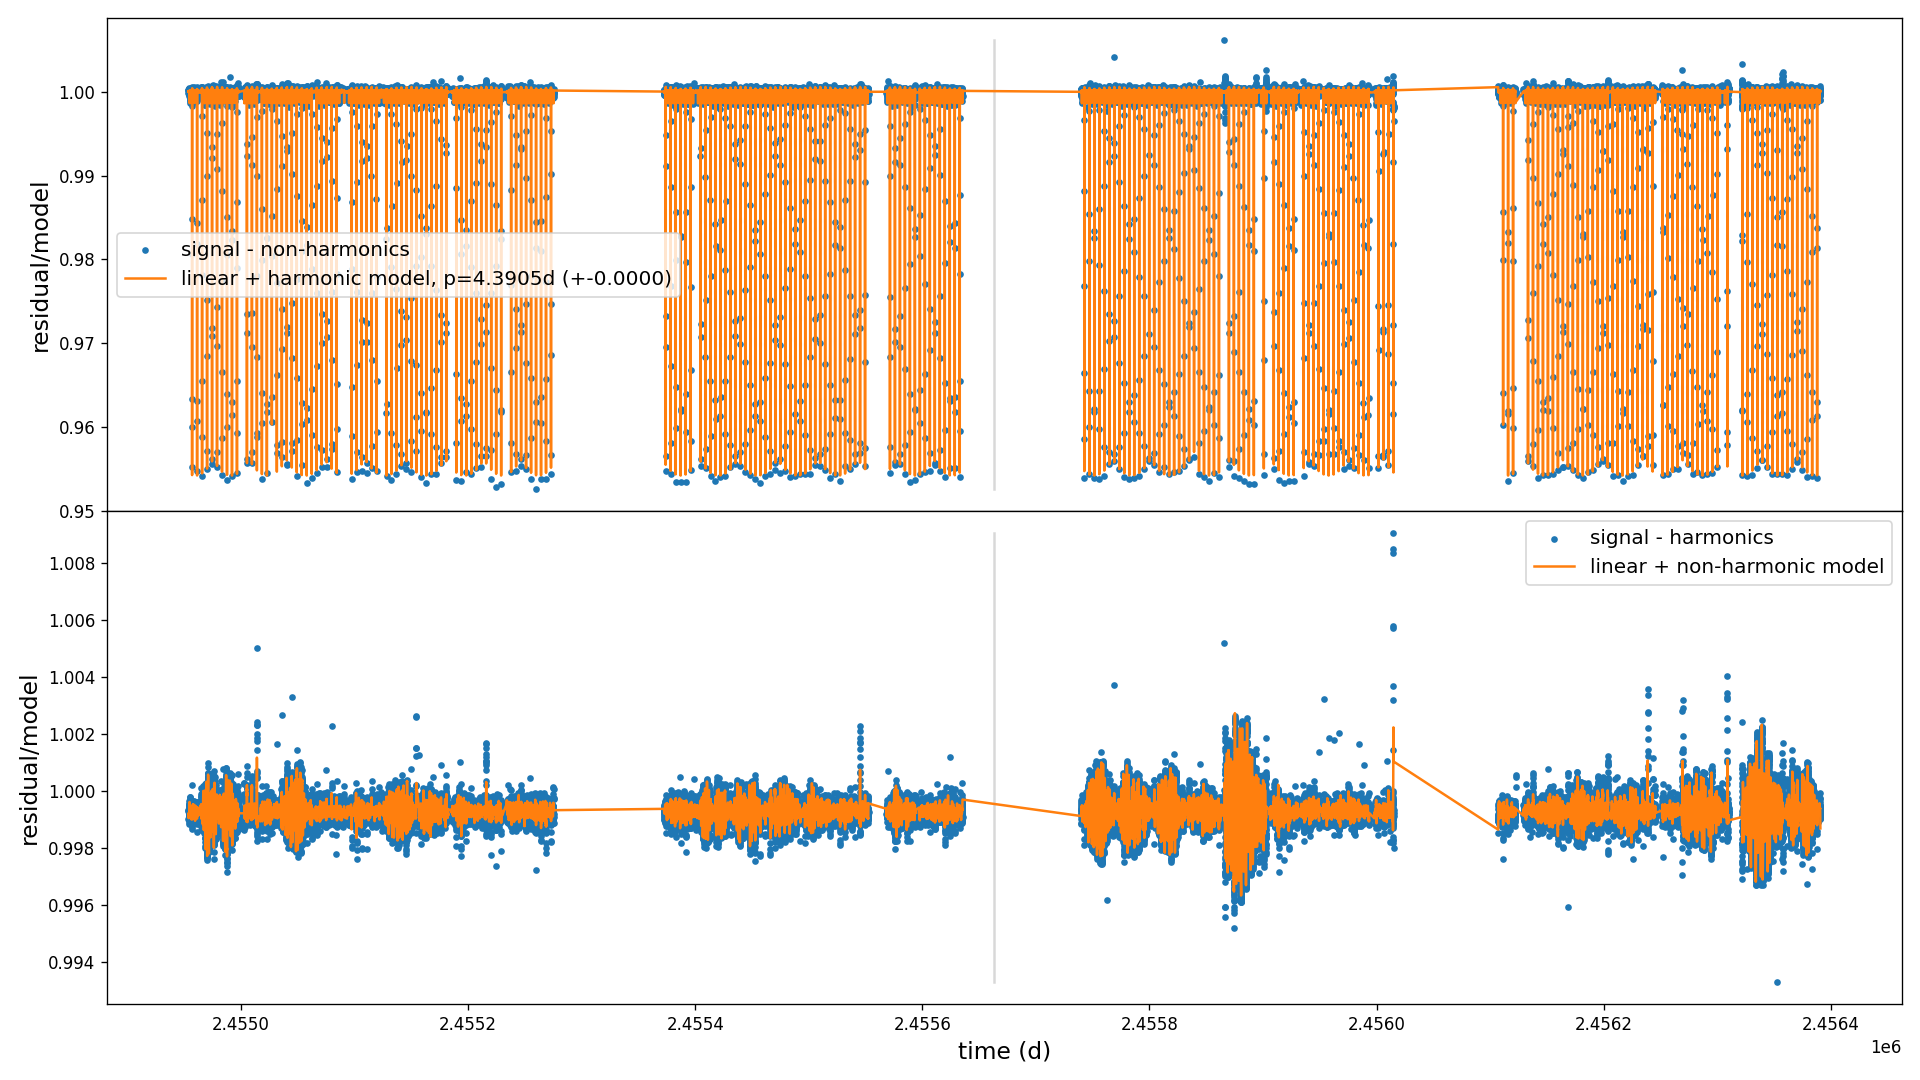 residual/model
1.00
0.99
0.98
0.97
0.96
0.95
signal - non-harmonics
linear + harmonic model, p=4.3905d (+-0.0000)
residual/model
1.008
1.006
1.004
1.002
1.000
0.998
0.996
0.994
signal - harmonics
linear + non-harmonic model
2.4550
2.4552
2.4554
2.4556
2.4558
2.4560
2.4562
2.4564
1e6
time (d)